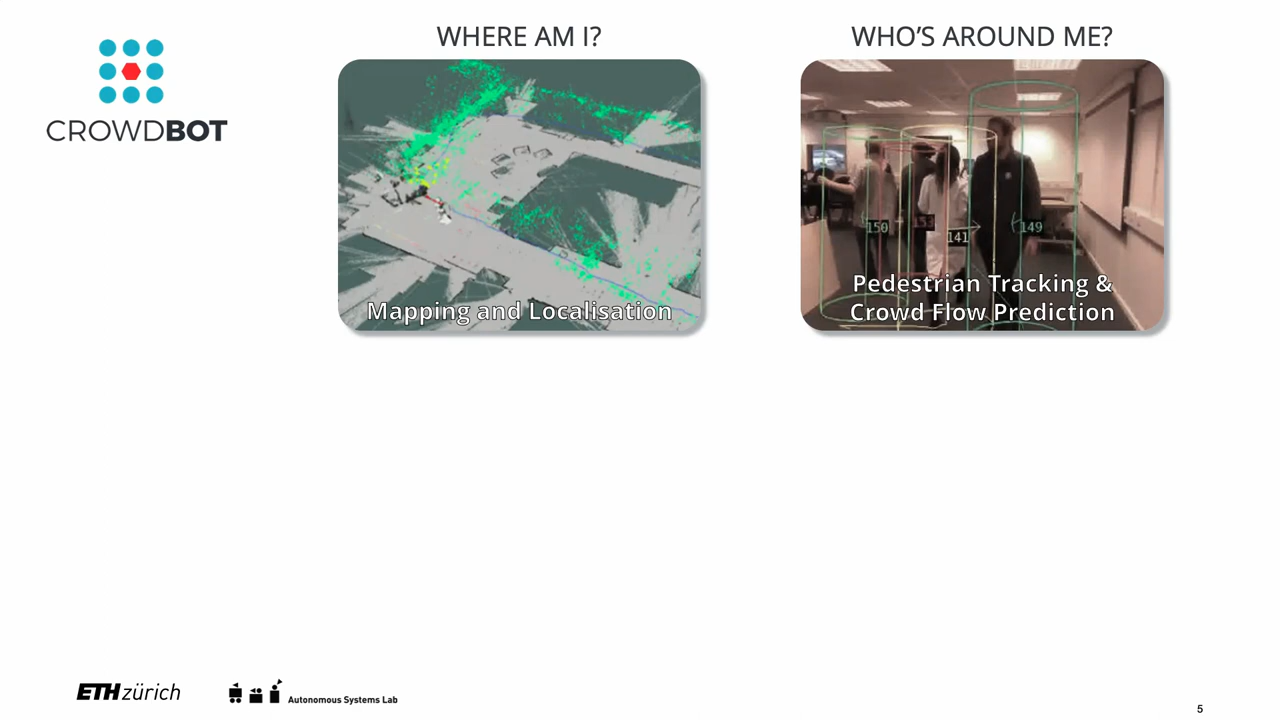 CROWDBOT
WHERE AM I?
Mapping and Localisation
WHO'S AROUND ME?
150
141
149
Pedestrian Tracking &
Crowd Flow Prediction
ETH zürich
Autonomous Systems Lab
5